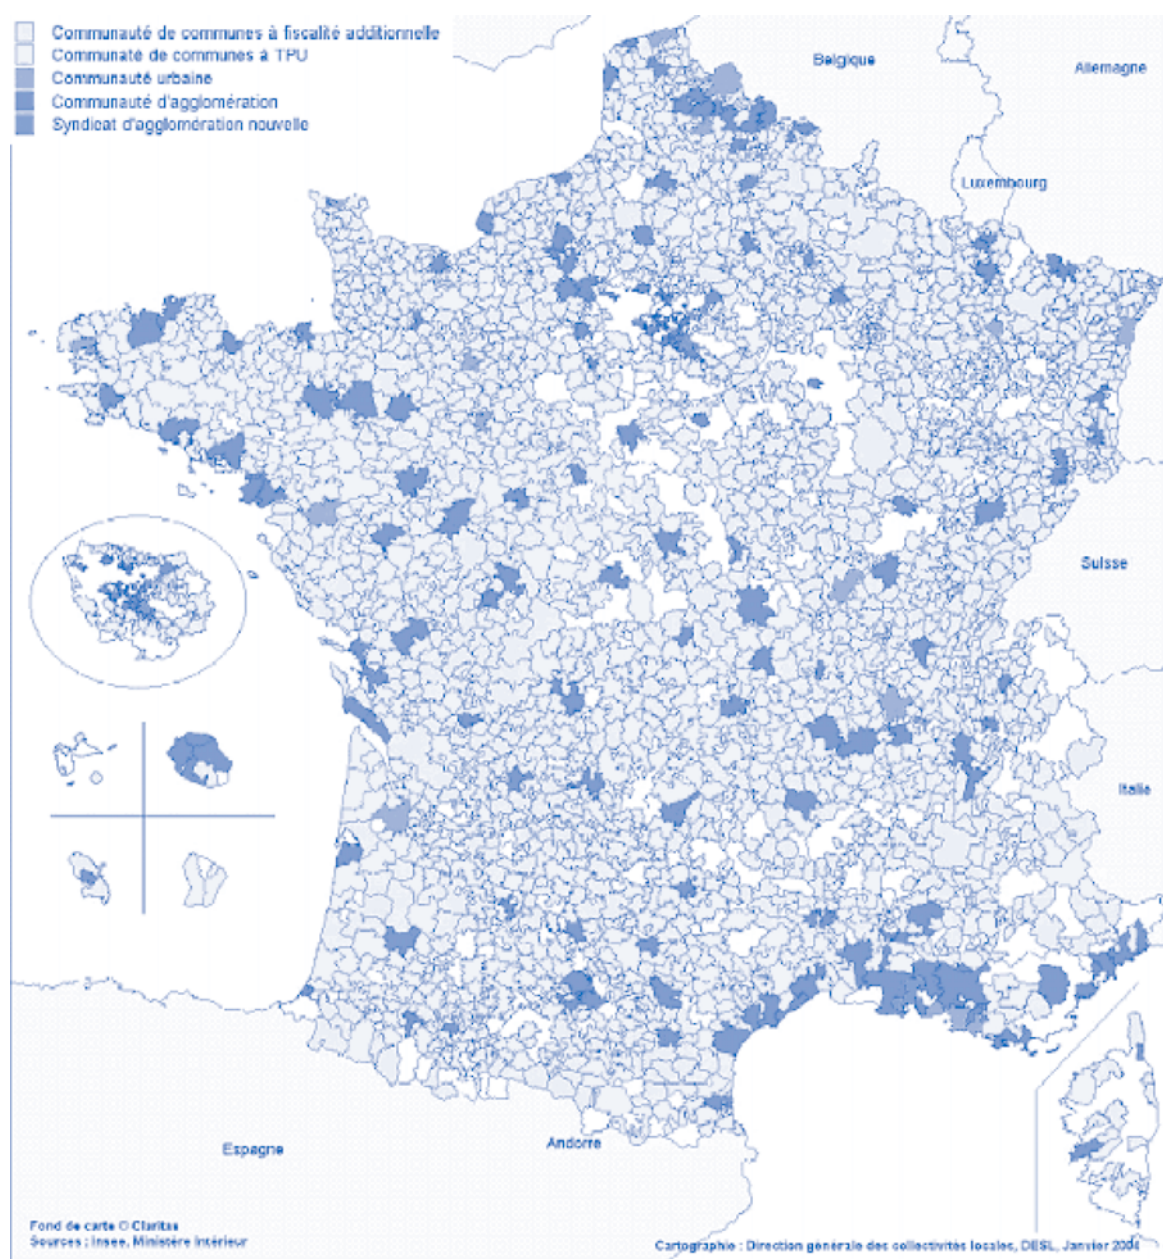 Communauté de communes à fiscalité additionnelle
Communaté de communes à TPU
Communauté urbaine
Communauté d'agglomération
Syndicat d'agglomération nouvelle
Belgique
Allemagne
Luxembourg
Suisse
Italie
Espagne
Andorre
Fond de carte © Claritas
Sources : Insee, Ministère Intérieur
Cartographie : Direction générale des collectivités locales, DESL, Janvier 2004